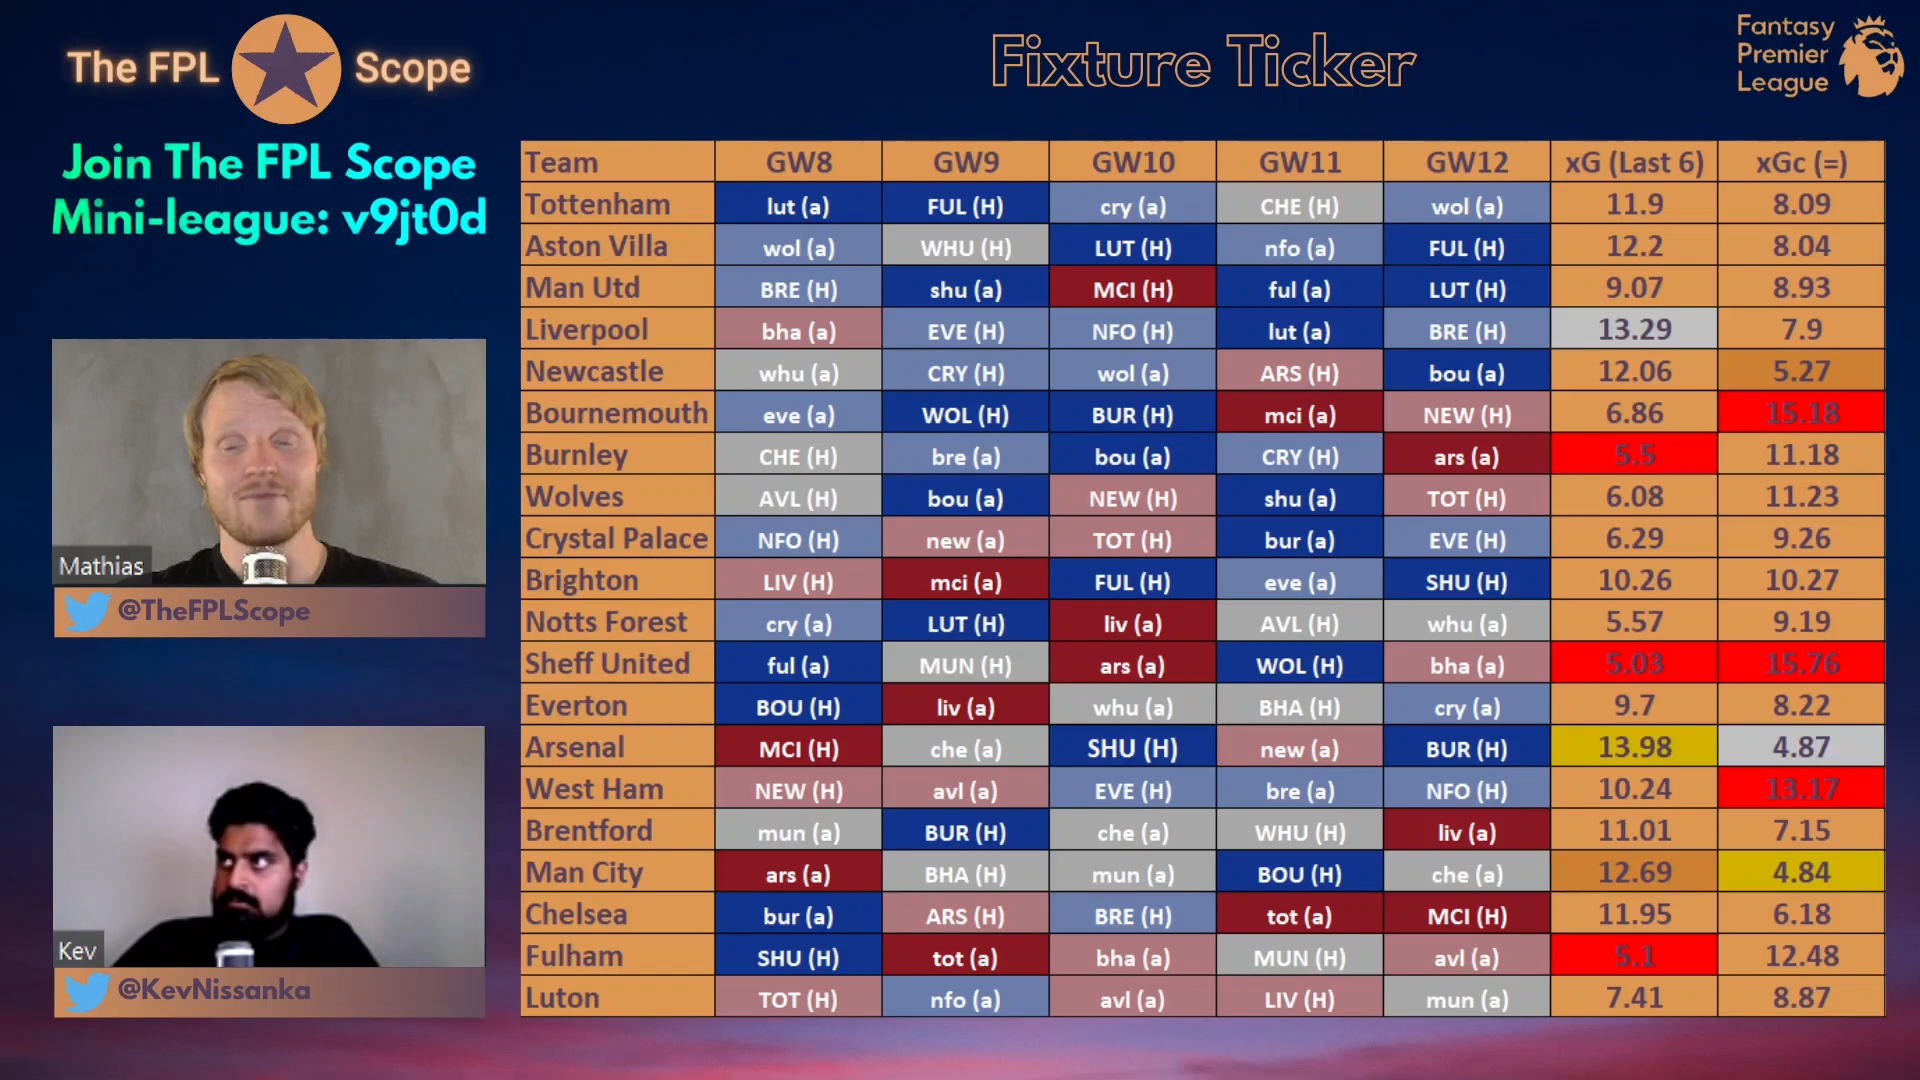 The FPL Scope
Fixture Ticker
Fantasy
Premier
League
Join The FPL Scope
Mini-league: v9jt0d
Mathias
@TheFPLScope
Kev
@KevNissanka
Team GW8 GW9 GW10 GW11 GW12 xG (Last 6) xGc (=)
Tottenham lut (a) FUL (H) cry (a) CHE (H) wol (a) 11.9 8.09
Aston Villa wol (a) WHU (H) LUT (H) nfo (a) FUL (H) 12.2 8.04
Man Utd BRE (H) shu (a) MCI (H) ful (a) LUT (H) 9.07 8.93
Liverpool bha (a) EVE (H) NFO (H) lut (a) BRE (H) 13.29 7.9
Newcastle whu (a) CRY (H) wol (a) ARS (H) bou (a) 12.06 5.27
Bournemouth eve (a) WOL (H) BUR (H) mci (a) NEW (H) 6.86 15.18
Burnley CHE (H) bre (a) bou (a) CRY (H) ars (a) 5.5 11.18
Wolves AVL (H) bou (a) NEW (H) shu (a) TOT (H) 6.08 11.23
Crystal Palace NFO (H) new (a) TOT (H) bur (a) EVE (H) 6.29 9.26
Brighton LIV (H) mci (a) FUL (H) eve (a) SHU (H) 10.26 10.27
Notts Forest cry (a) LUT (H) liv (a) AVL (H) whu (a) 5.57 9.19
Sheff United ful (a) MUN (H) ars (a) WOL (H) bha (a) 5.03 15.76
Everton BOU (H) liv (a) whu (a) BHA (H) cry (a) 9.7 8.22
Arsenal MCI (H) che (a) SHU (H) new (a) BUR (H) 13.98 4.87
West Ham NEW (H) avl (a) EVE (H) bre (a) NFO (H) 10.24 13.17
Brentford mun (a) BUR (H) che (a) WHU (H) liv (a) 11.01 7.15
Man City ars (a) BHA (H) mun (a) BOU (H) che (a) 12.69 4.84
Chelsea bur (a) ARS (H) BRE (H) tot (a) MCI (H) 11.95 6.18
Fulham SHU (H) tot (a) bha (a) MUN (H) avl (a) 5.1 12.48
Luton TOT (H) nfo (a) avl (a) LIV (H) mun (a) 7.41 8.87